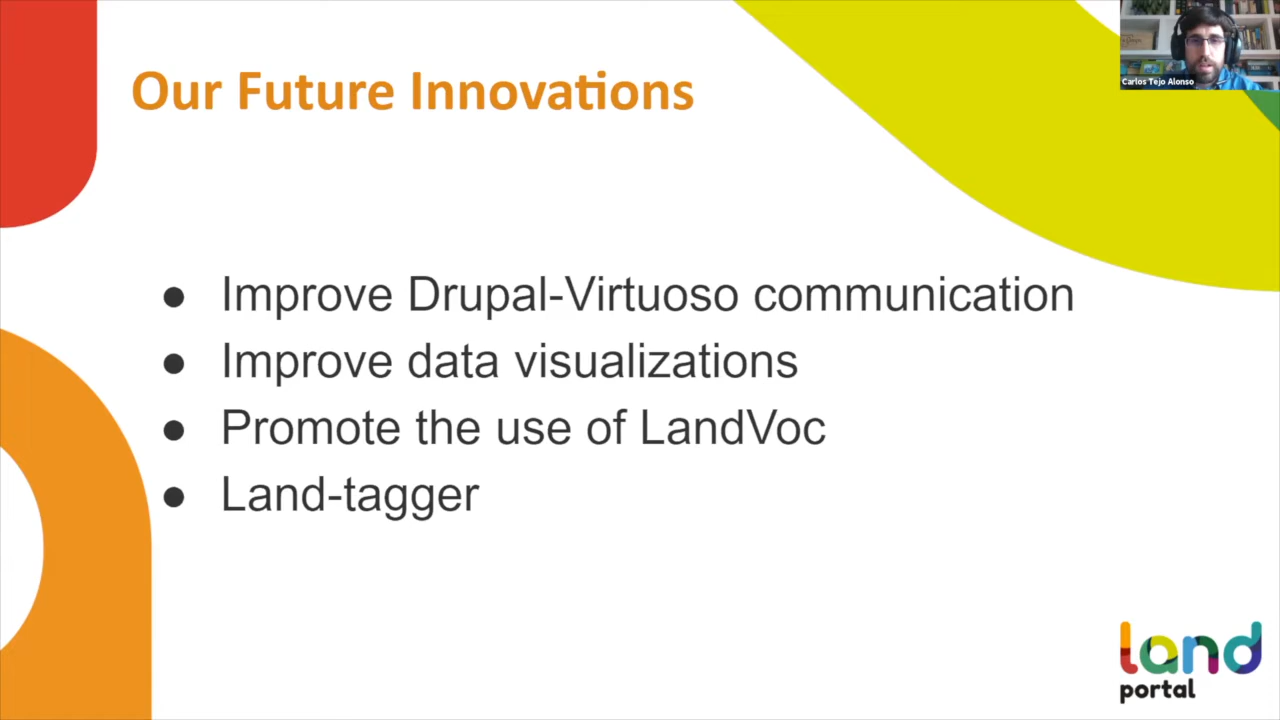 Our Future Innovations
Carlos Tejo Alonso
● Improve Drupal-Virtuoso communication
● Improve data visualizations
● Promote the use of LandVoc
● Land-tagger
land
portal